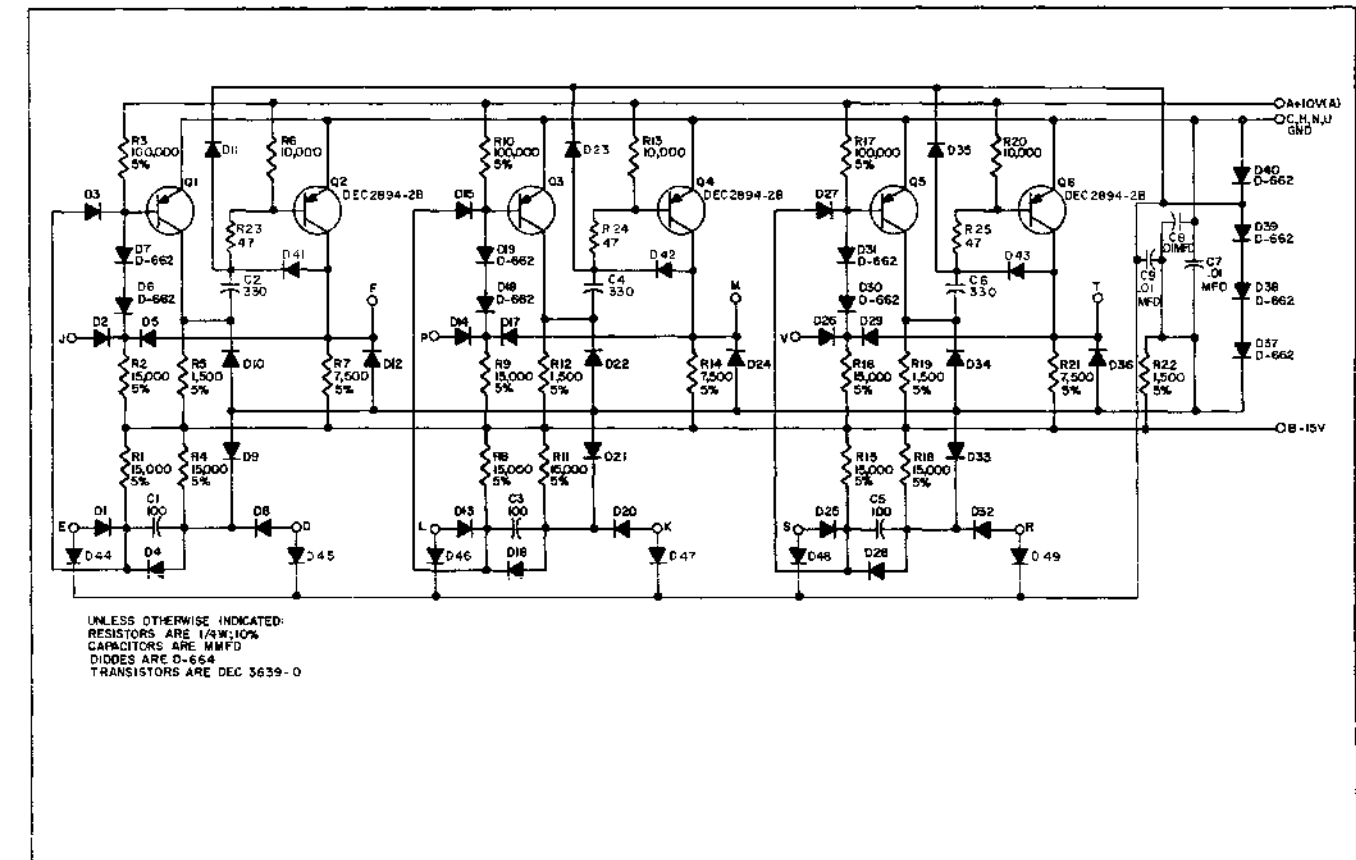 A+10V(A)
C,H,N,U
GND
R3
100,000
5%
D11
R6
10,000
R10
100,000
5%
D23
R13
10,000
R17
100,000
5%
D35
R20
10,000
D3
Q1
Q2
DEC2894-2B
D15
Q3
Q4
DEC2894-2B
D27
Q5
Q6
DEC2894-2B
D40
D-662
R23
47
R24
47
R25
47
D39
D-662
D7
D-662
D41
D19
D-662
D42
D31
D-662
D43
C8
.01MFD
C9
.01
MFD
C7
.01
MFD
D6
D-662
C2
330
F
D18
D-662
C4
330
M
D30
D-662
C6
330
T
D38
D-662
J
D2
D5
P
D14
D17
V
D26
D29
D37
D-662
R2
15,000
5%
R5
1,500
5%
D10
R7
7,500
5%
D12
R9
15,000
5%
R12
1,500
5%
D22
R14
7,500
5%
D24
R16
15,000
5%
R19
1,500
5%
D34
R21
7,500
5%
D36
R22
1,500
5%
B-15V
R1
15,000
5%
R4
15,000
5%
D9
R8
15,000
5%
R11
15,000
5%
D21
R15
15,000
5%
R18
15,000
5%
D33
E
D1
C1
100
D8
D
L
D13
C3
100
D20
K
S
D25
C5
100
D32
R
D44
D4
D45
D46
D16
D47
D48
D28
D49
UNLESS OTHERWISE INDICATED:
RESISTORS ARE 1/4W;10%
CAPACITORS ARE MMFD
DIODES ARE D-664
TRANSISTORS ARE DEC 3639-0